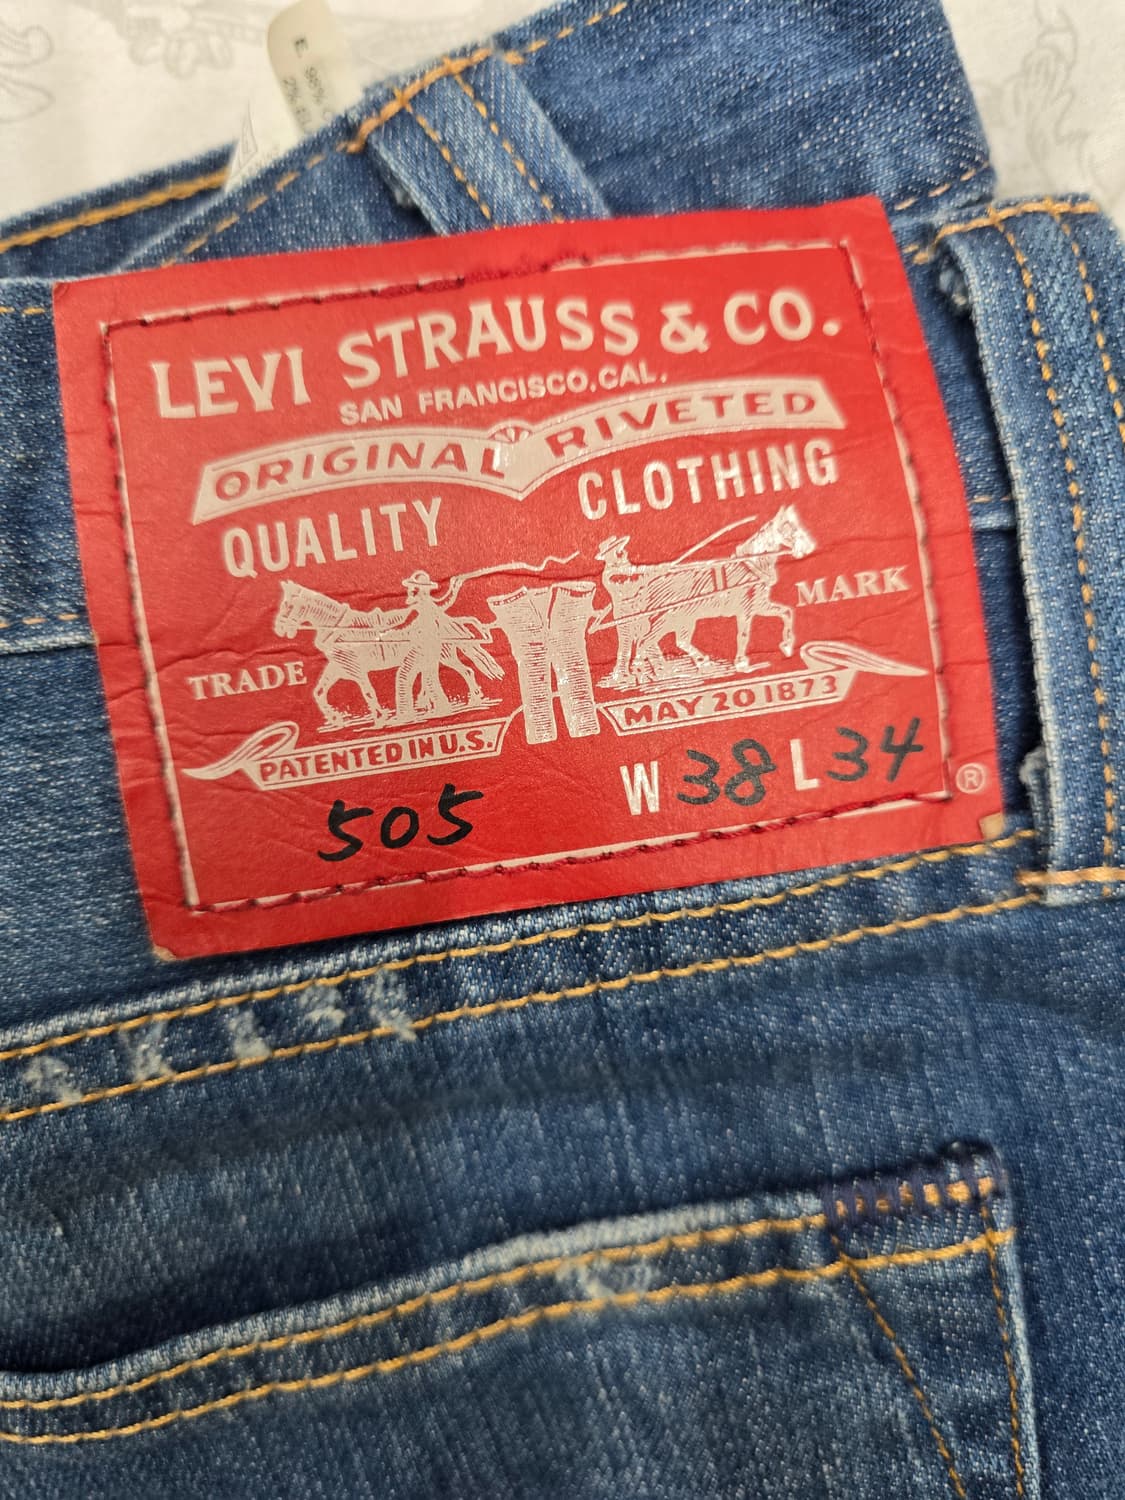 LEVI STRAUSS & CO.
SAN FRANCISCO, CAL.
ORIGINAL RIVETED
QUALITY CLOTHING
TRADE MARK
PATENTED IN U.S. MAY 20 1873
505 W 38 L 34 ®